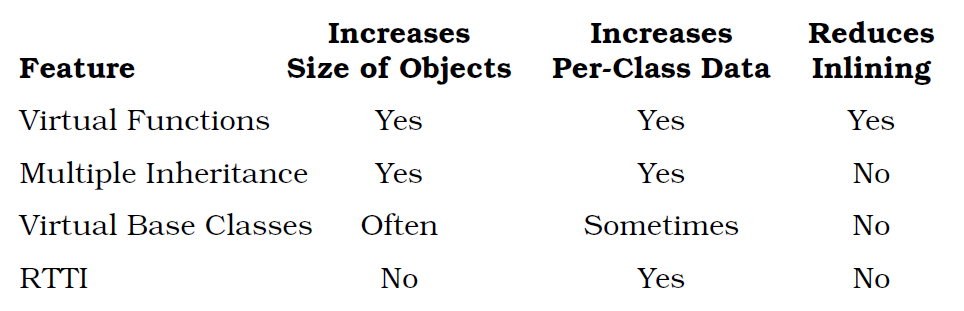 Increases Increases Reduces
Feature Size of Objects Per-Class Data Inlining
Virtual Functions Yes Yes Yes
Multiple Inheritance Yes Yes No
Virtual Base Classes Often Sometimes No
RTTI No Yes No